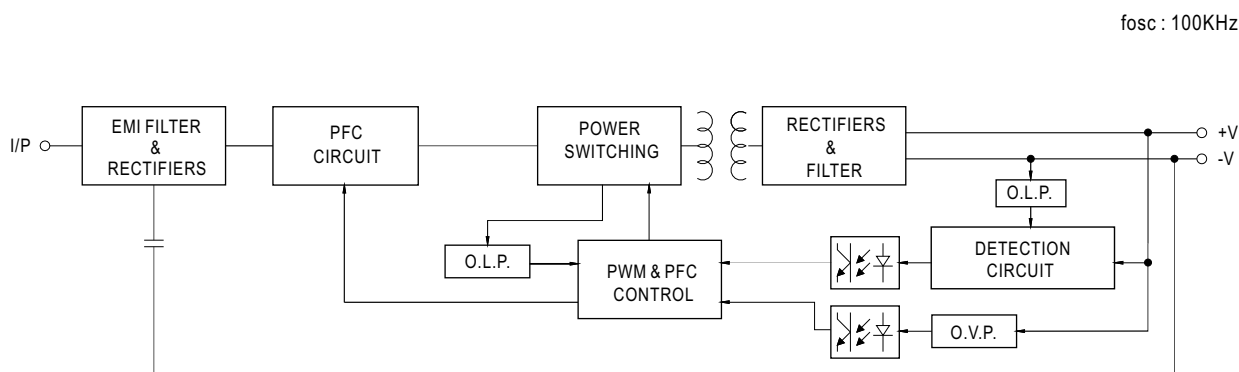 fosc : 100KHz
I/P
EMI FILTER
&
RECTIFIERS
PFC
CIRCUIT
POWER
SWITCHING
RECTIFIERS
&
FILTER
+V
-V
O.L.P.
O.L.P.
PWM & PFC
CONTROL
DETECTION
CIRCUIT
O.V.P.